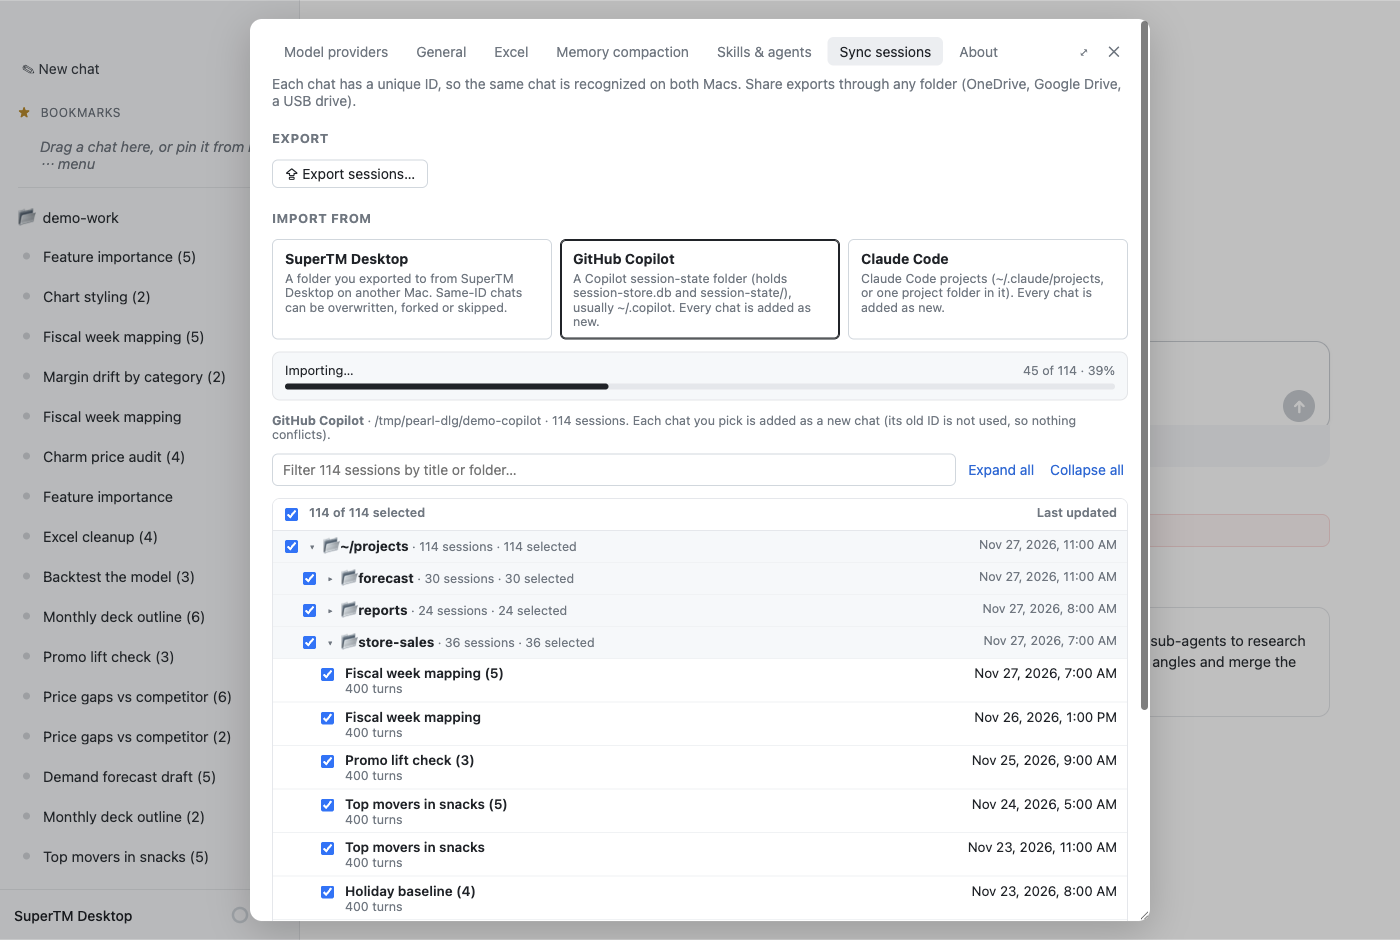 Model providers General Excel Memory compaction Skills & agents Sync sessions About
Each chat has a unique ID, so the same chat is recognized on both Macs. Share exports through any folder (OneDrive, Google Drive,
a USB drive).
EXPORT
Export sessions...
IMPORT FROM
SuperTM Desktop
A folder you exported to from SuperTM
Desktop on another Mac. Same-ID chats
can be overwritten, forked or skipped.
GitHub Copilot
A Copilot session-state folder (holds
session-store.db and session-state/),
usually ~/.copilot. Every chat is added as
new.
Claude Code
Claude Code projects (~/.claude/projects,
or one project folder in it). Every chat is
added as new.
Importing... 45 of 114 · 39%
GitHub Copilot · /tmp/pearl-dlg/demo-copilot · 114 sessions. Each chat you pick is added as a new chat (its old ID is not used, so nothing
conflicts).
Filter 114 sessions by title or folder... Expand all Collapse all
114 of 114 selected Last updated
~/projects · 114 sessions · 114 selected Nov 27, 2026, 11:00 AM
forecast · 30 sessions · 30 selected Nov 27, 2026, 11:00 AM
reports · 24 sessions · 24 selected Nov 27, 2026, 8:00 AM
store-sales · 36 sessions · 36 selected Nov 27, 2026, 7:00 AM
Fiscal week mapping (5) Nov 27, 2026, 7:00 AM
400 turns
Fiscal week mapping Nov 26, 2026, 1:00 PM
400 turns
Promo lift check (3) Nov 25, 2026, 9:00 AM
400 turns
Top movers in snacks (5) Nov 24, 2026, 5:00 AM
400 turns
Top movers in snacks Nov 23, 2026, 11:00 AM
400 turns
Holiday baseline (4) Nov 23, 2026, 8:00 AM
400 turns
New chat
BOOKMARKS
Drag a chat here, or pin it from
··· menu
demo-work
Feature importance (5)
Chart styling (2)
Fiscal week mapping (5)
Margin drift by category (2)
Fiscal week mapping
Charm price audit (4)
Feature importance
Excel cleanup (4)
Backtest the model (3)
Monthly deck outline (6)
Promo lift check (3)
Price gaps vs competitor (6)
Price gaps vs competitor (2)
Demand forecast draft (5)
Monthly deck outline (2)
Top movers in snacks (5)
SuperTM Desktop
sub-agents to research
angles and merge the